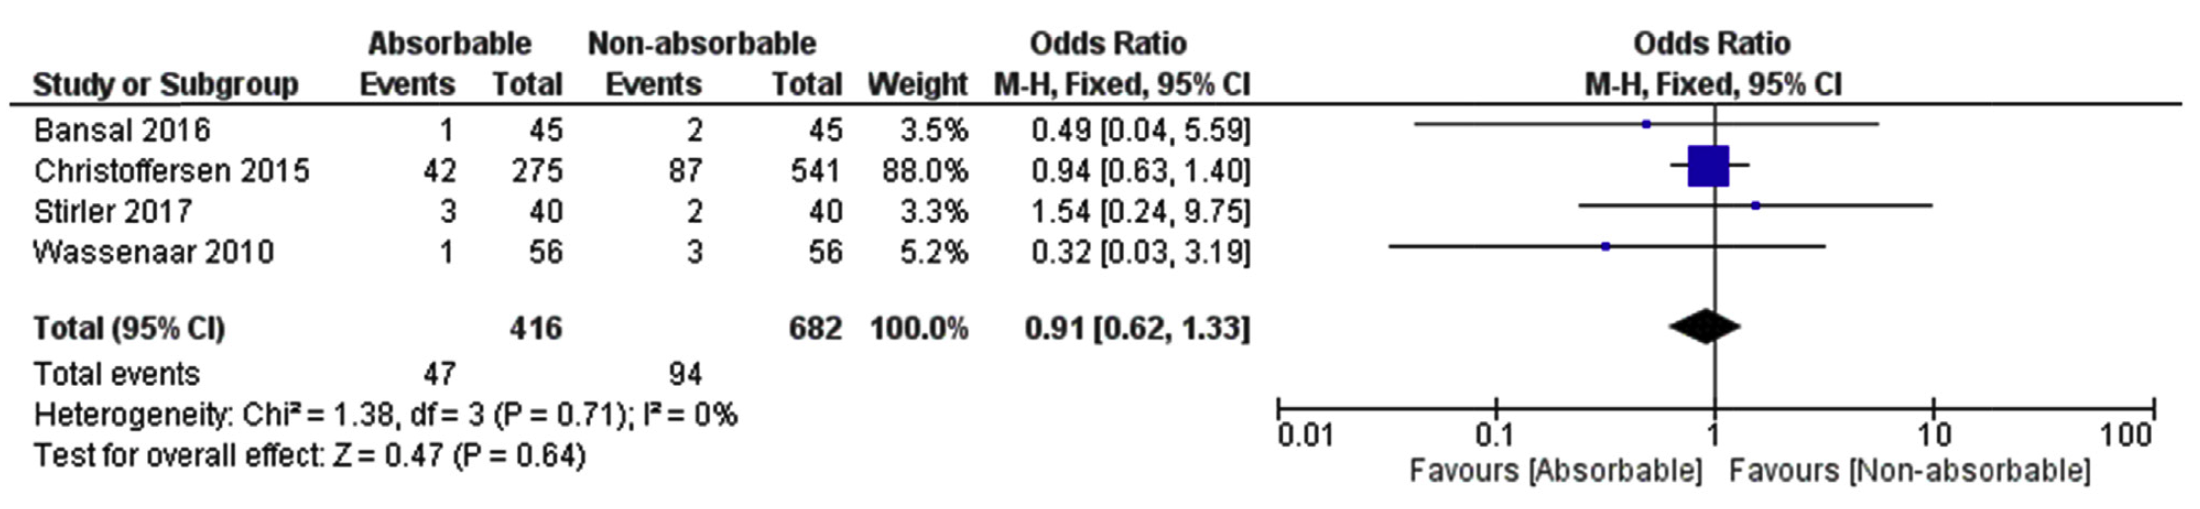 Absorbable Non-absorbable Odds Ratio Odds Ratio
Study or Subgroup Events Total Events Total Weight M-H, Fixed, 95% CI M-H, Fixed, 95% CI
Bansal 2016 1 45 2 45 3.5% 0.49 [0.04, 5.59]
Christoffersen 2015 42 275 87 541 88.0% 0.94 [0.63, 1.40]
Stirler 2017 3 40 2 40 3.3% 1.54 [0.24, 9.75]
Wassenaar 2010 1 56 3 56 5.2% 0.32 [0.03, 3.19]
Total (95% CI) 416 682 100.0% 0.91 [0.62, 1.33]
Total events 47 94
Heterogeneity: Chi² = 1.38, df = 3 (P = 0.71); I² = 0%
Test for overall effect: Z = 0.47 (P = 0.64)
0.01 0.1 1 10 100
Favours [Absorbable] Favours [Non-absorbable]